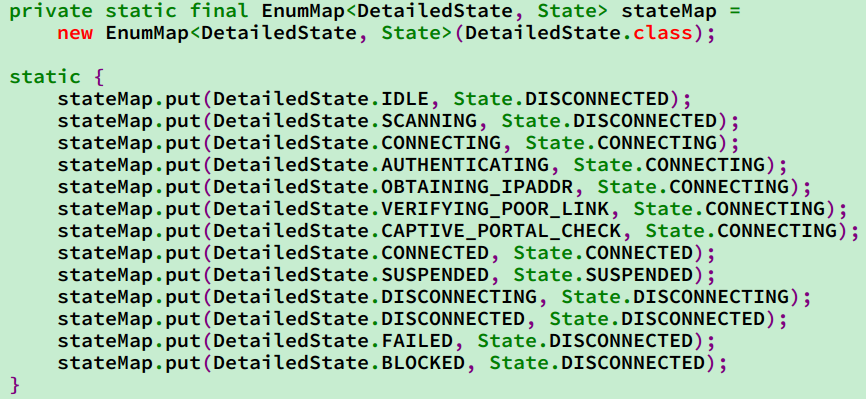 private static final EnumMap<DetailedState, State> stateMap =
    new EnumMap<DetailedState, State>(DetailedState.class);

static {
    stateMap.put(DetailedState.IDLE, State.DISCONNECTED);
    stateMap.put(DetailedState.SCANNING, State.DISCONNECTED);
    stateMap.put(DetailedState.CONNECTING, State.CONNECTING);
    stateMap.put(DetailedState.AUTHENTICATING, State.CONNECTING);
    stateMap.put(DetailedState.OBTAINING_IPADDR, State.CONNECTING);
    stateMap.put(DetailedState.VERIFYING_POOR_LINK, State.CONNECTING);
    stateMap.put(DetailedState.CAPTIVE_PORTAL_CHECK, State.CONNECTING);
    stateMap.put(DetailedState.CONNECTED, State.CONNECTED);
    stateMap.put(DetailedState.SUSPENDED, State.SUSPENDED);
    stateMap.put(DetailedState.DISCONNECTING, State.DISCONNECTING);
    stateMap.put(DetailedState.DISCONNECTED, State.DISCONNECTED);
    stateMap.put(DetailedState.FAILED, State.DISCONNECTED);
    stateMap.put(DetailedState.BLOCKED, State.DISCONNECTED);
}